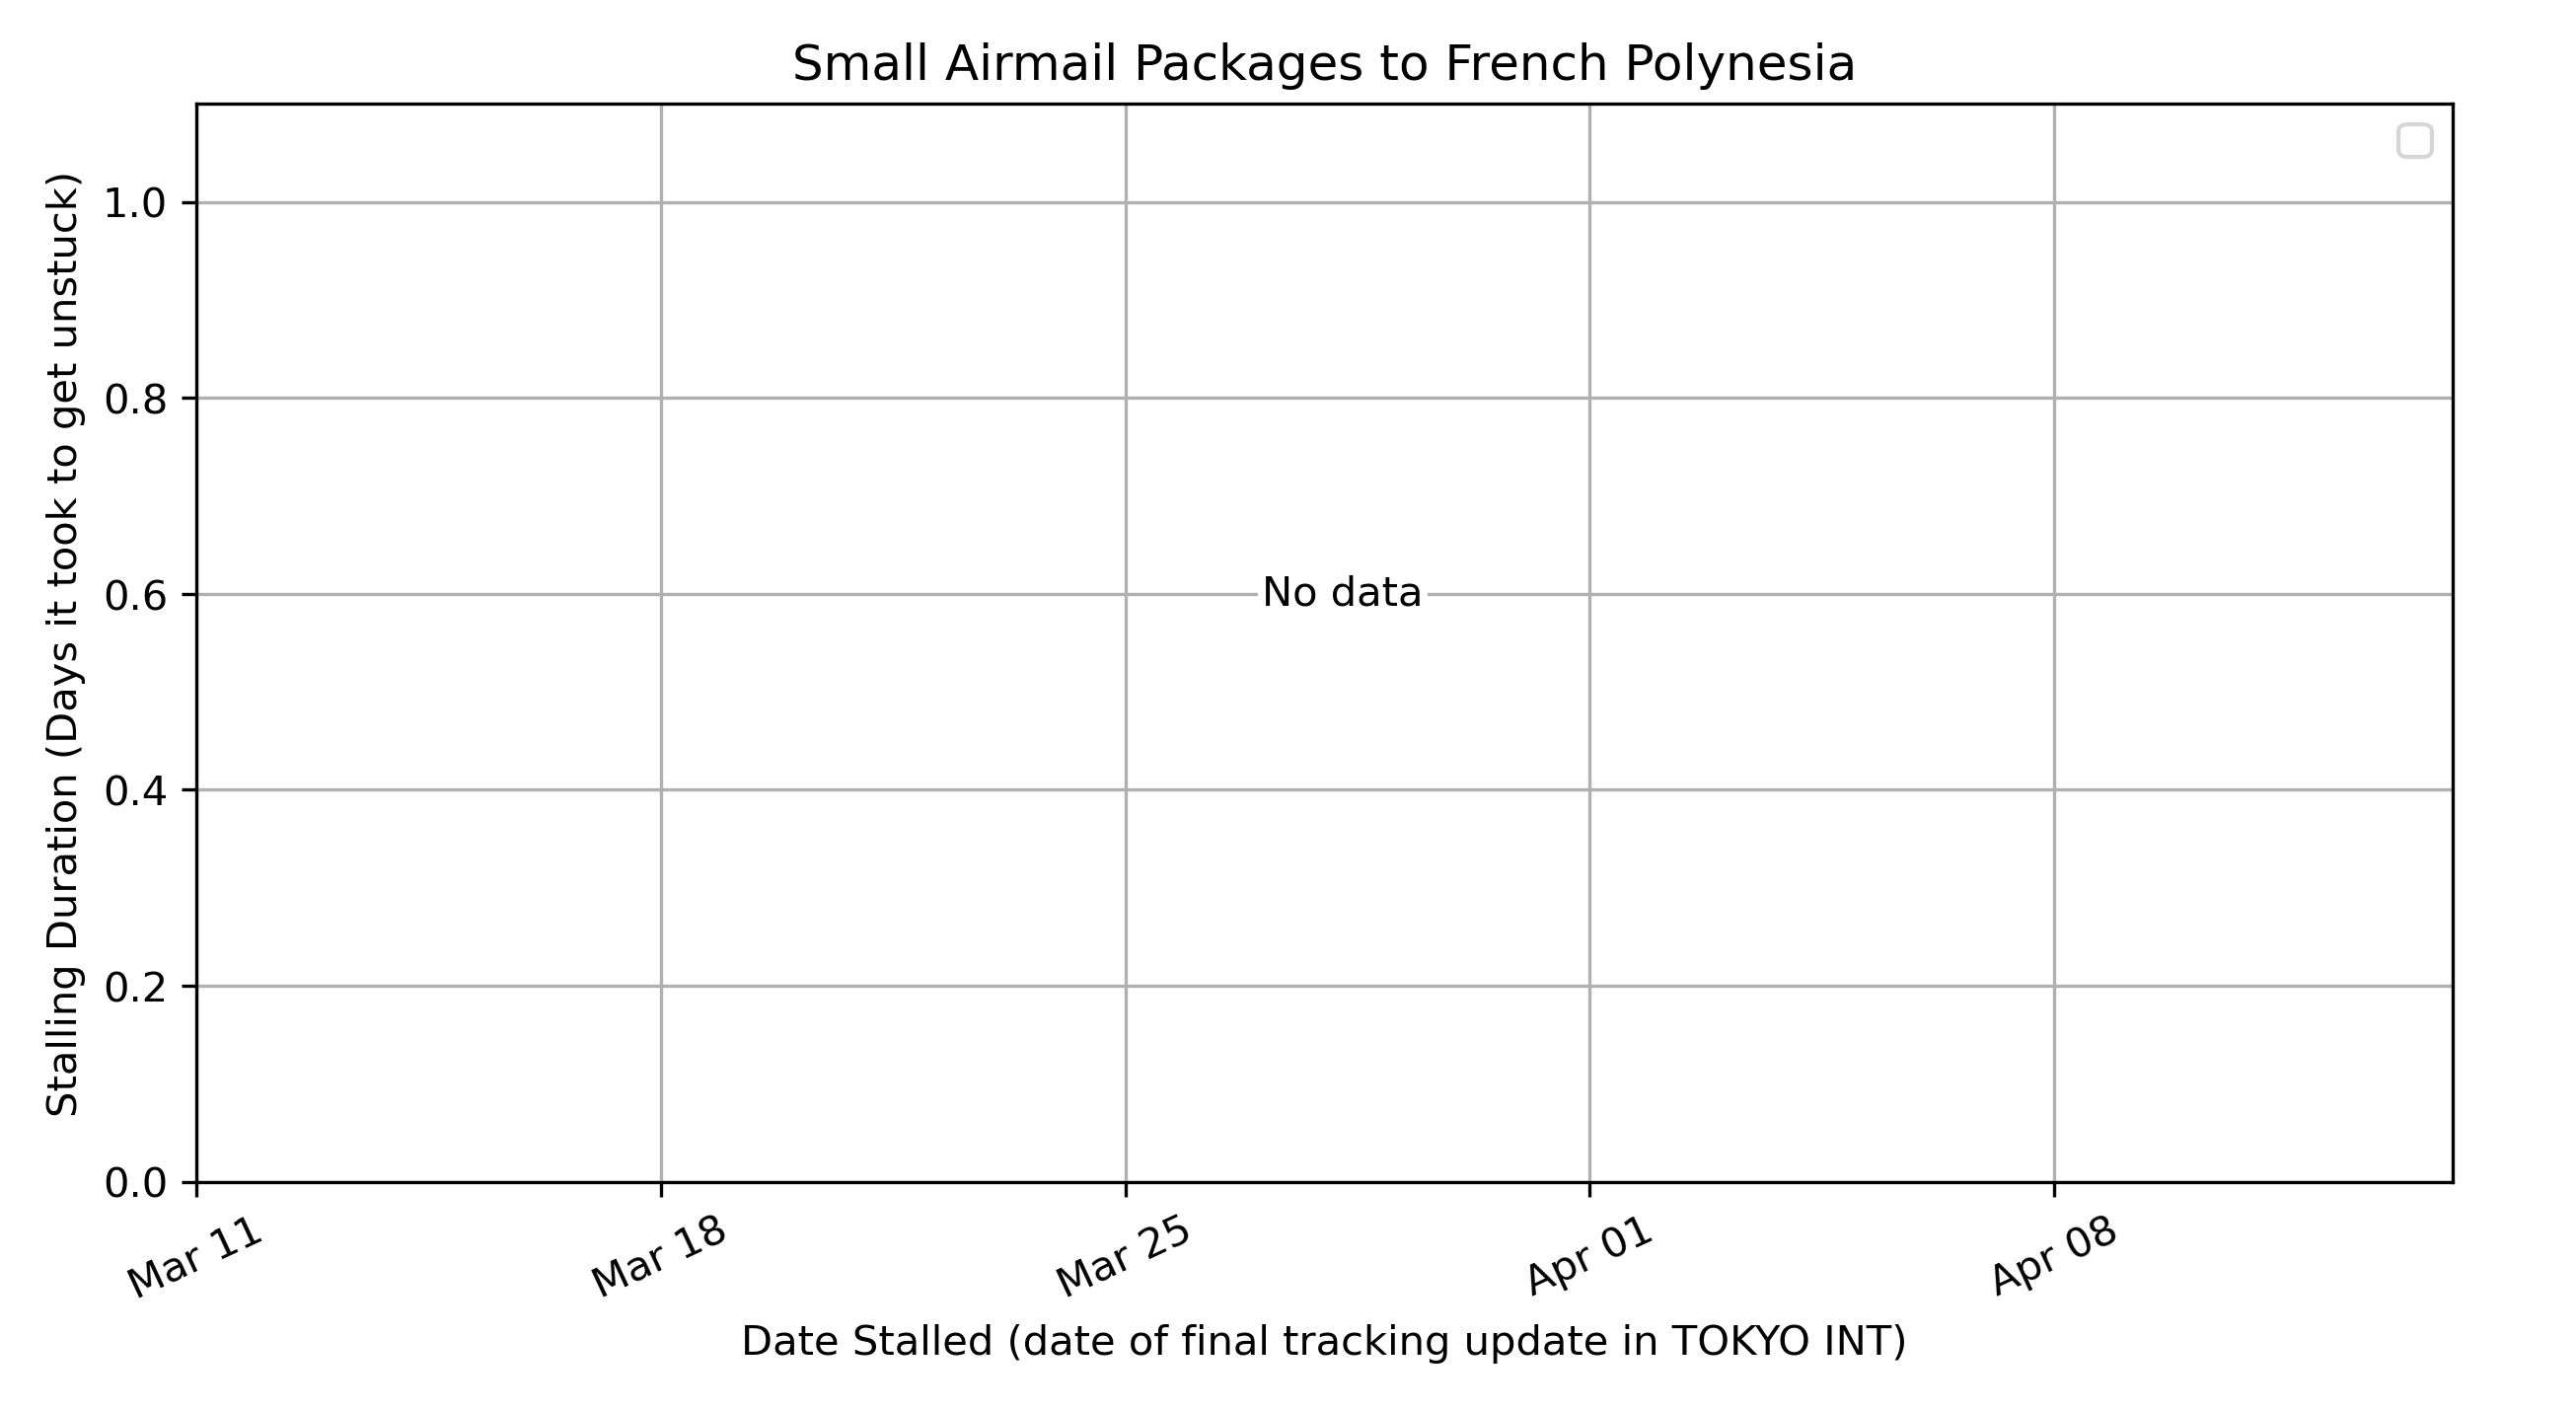 Small Airmail Packages to French Polynesia
Stalling Duration (Days it took to get unstuck)
1.0
0.8
0.6
0.4
0.2
0.0
No data
Mar 11
Mar 18
Mar 25
Apr 01
Apr 08
Date Stalled (date of final tracking update in TOKYO INT)